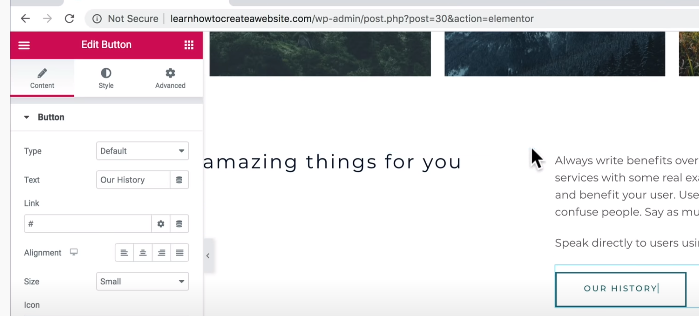 Not Secure | learnhowtocreateawebsite.com/wp-admin/post.php?post=30&action=elementor
Edit Button
Content Style Advanced
Button
Type Default
Text Our History
Link
#
Alignment
Size Small
Icon
amazing things for you
Always write benefits over
services with some real exa
and benefit your user. Use
confuse people. Say as mu
Speak directly to users usin
OUR HISTORY